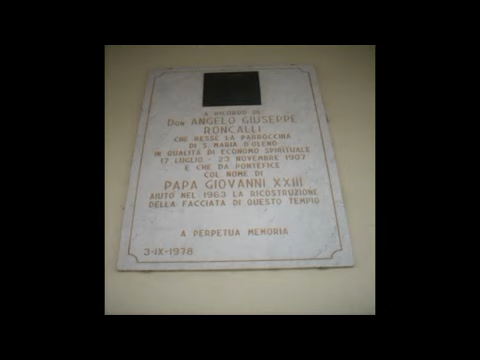 A RICORDO DI
DON ANGELO GIUSEPPE
RONCALLI
CHE RESSE LA PARROCCHIA
DI S. MARIA D'OLENO
IN QUALITÀ DI ECONOMO SPIRITUALE
17 LUGLIO - 23 NOVEMBRE 1907
E CHE DA PONTEFICE
COL NOME DI
PAPA GIOVANNI XXIII
AIUTÒ NEL 1963 LA RICOSTRUZIONE
DELLA FACCIATA DI QUESTO TEMPIO
A PERPETUA MEMORIA
3-IX-1978